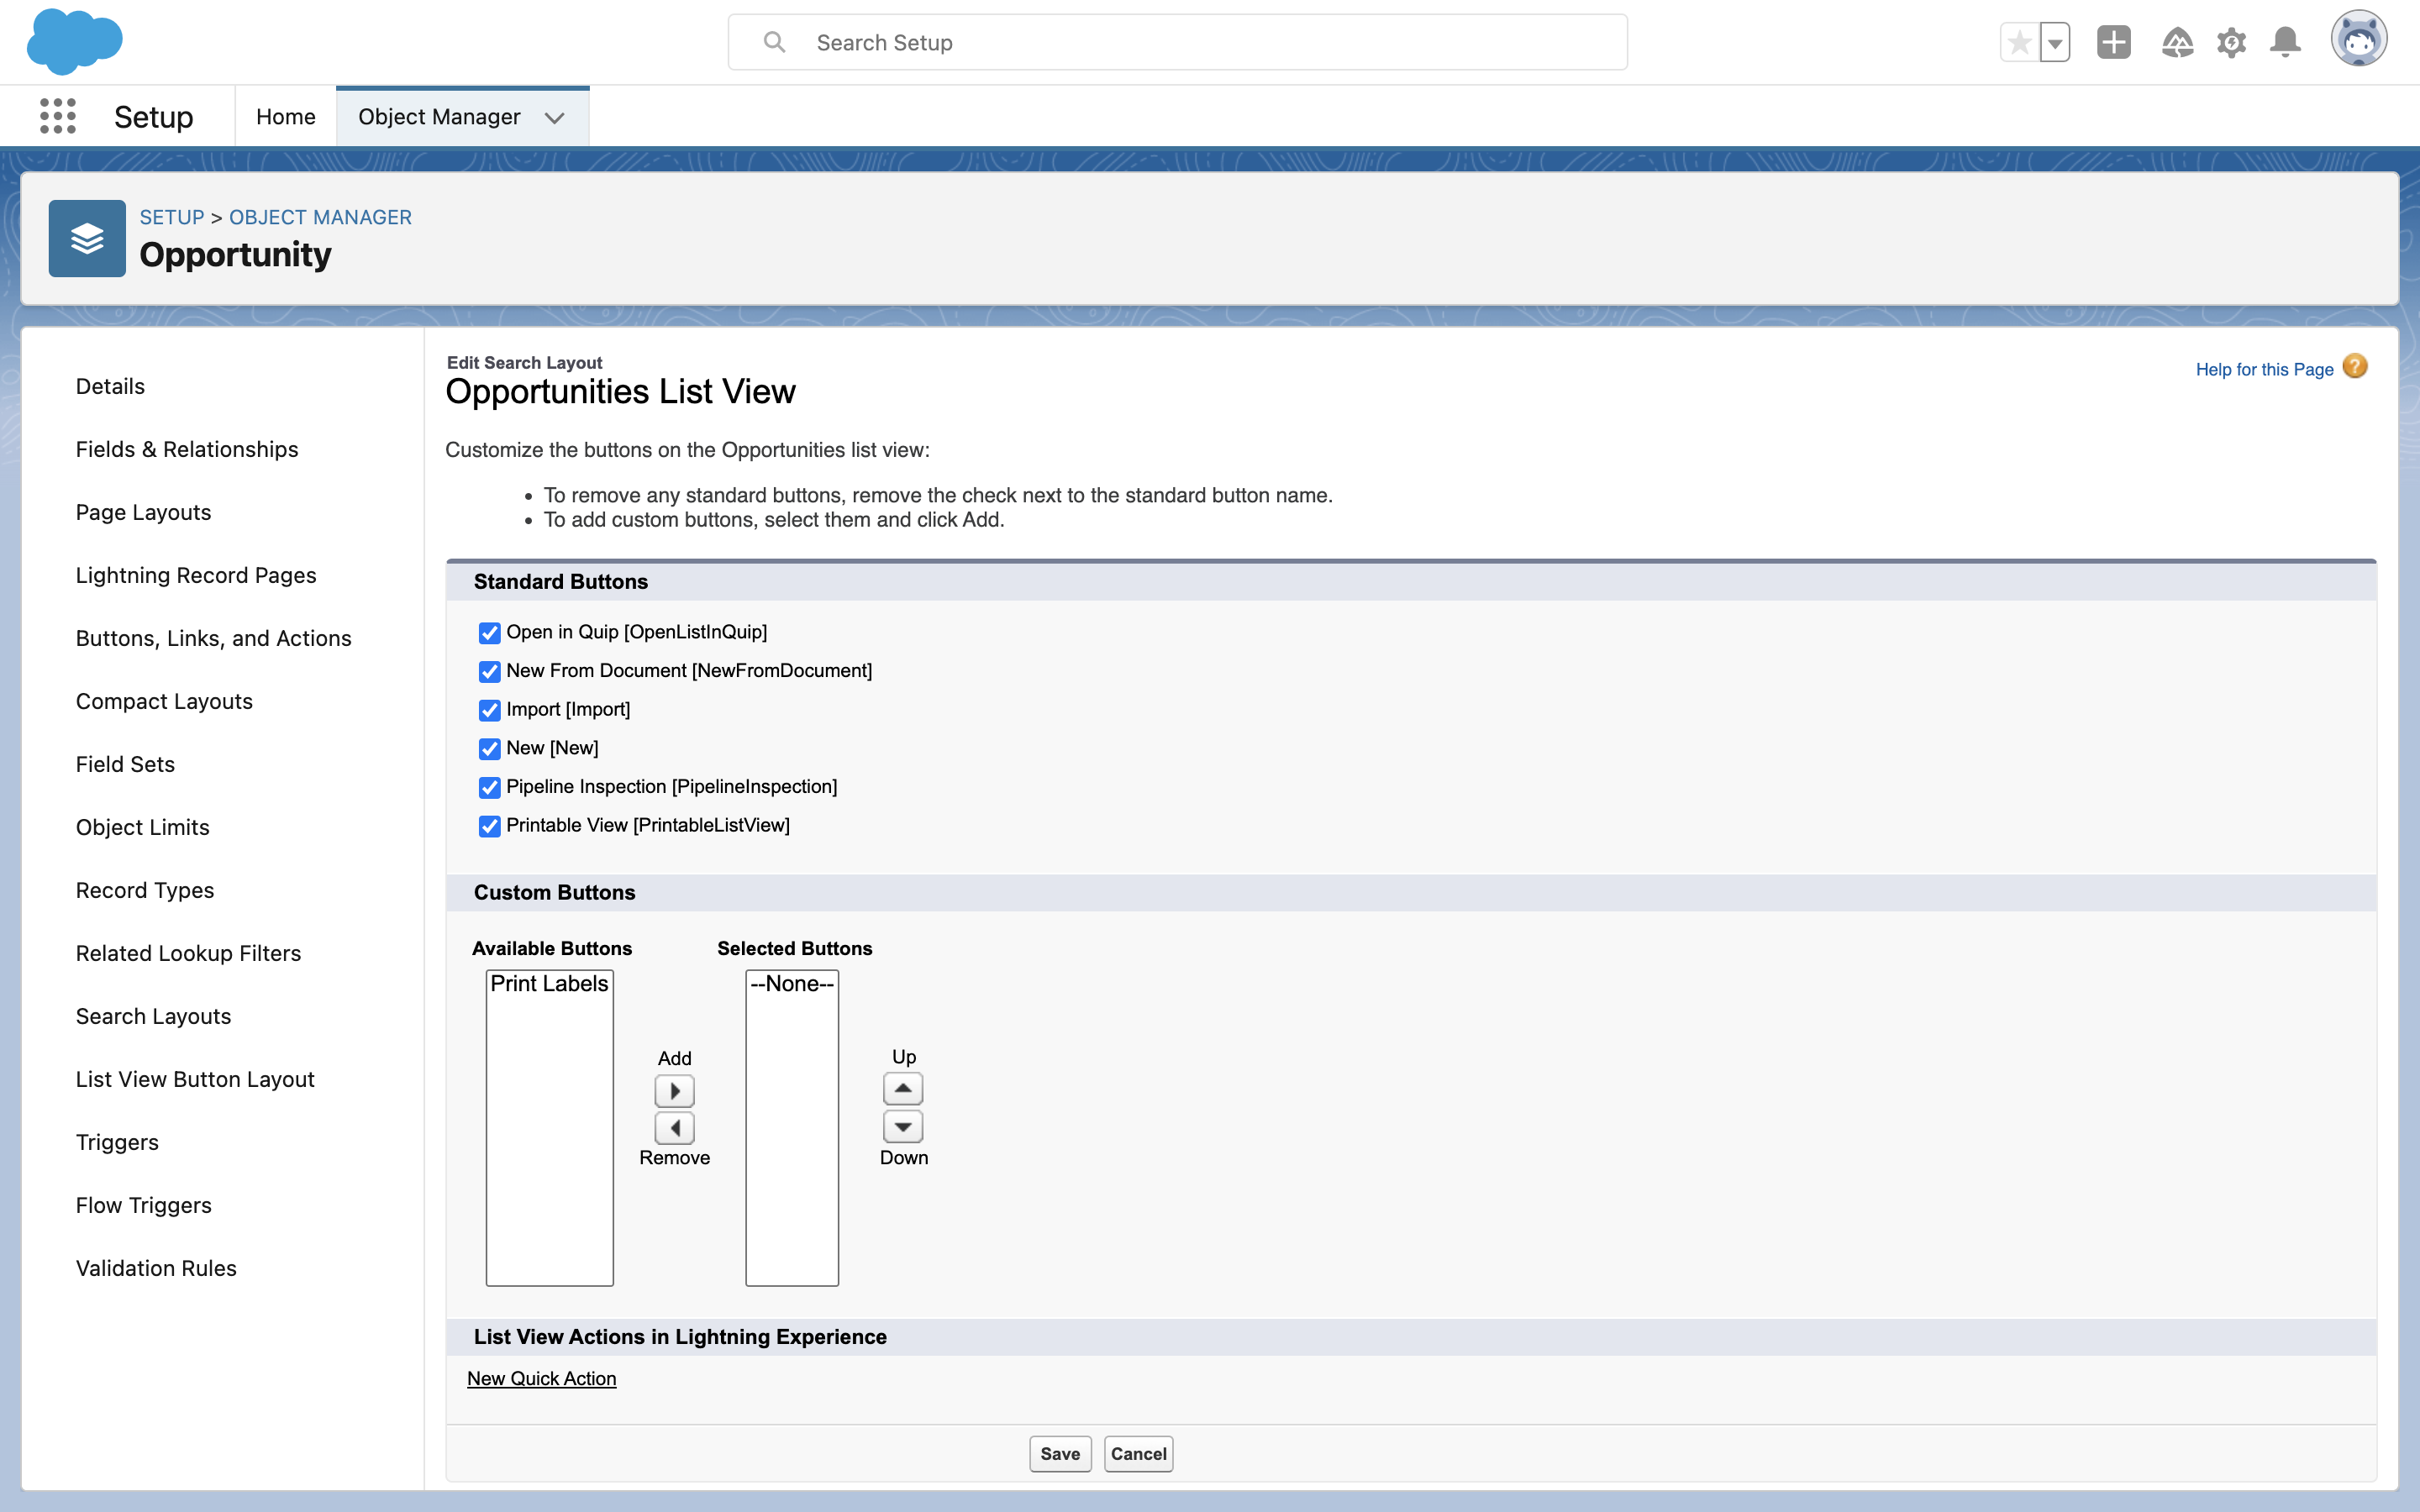 Search Setup
Setup
Home
Object Manager
SETUP > OBJECT MANAGER
Opportunity
Details
Fields & Relationships
Page Layouts
Lightning Record Pages
Buttons, Links, and Actions
Compact Layouts
Field Sets
Object Limits
Record Types
Related Lookup Filters
Search Layouts
List View Button Layout
Triggers
Flow Triggers
Validation Rules
Edit Search Layout
Opportunities List View
Help for this Page ?
Customize the buttons on the Opportunities list view:
• To remove any standard buttons, remove the check next to the standard button name.
• To add custom buttons, select them and click Add.
Standard Buttons
Open in Quip [OpenListInQuip]
New From Document [NewFromDocument]
Import [Import]
New [New]
Pipeline Inspection [PipelineInspection]
Printable View [PrintableListView]
Custom Buttons
Available Buttons
Selected Buttons
Print Labels
--None--
Add
Remove
Up
Down
List View Actions in Lightning Experience
New Quick Action
Save
Cancel